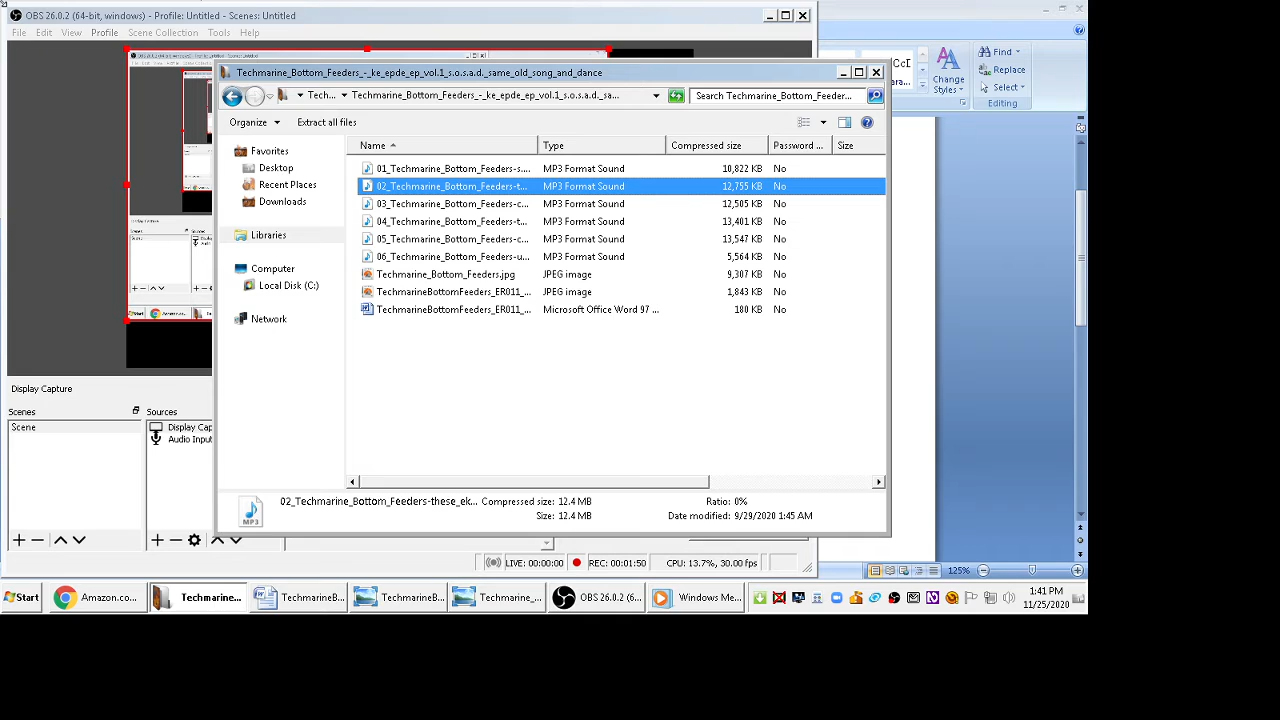 OBS 26.0.2 (64-bit, windows) - Profile: Untitled - Scenes: Untitled
File Edit View Profile Scene Collection Tools Help
Find
Replace
Select
Change
Styles
Editing
Techmarine_Bottom_Feeders_-_ke_epde_ep_vol.1_s.o.s.a.d._same_old_song_and_dance
Tech... Techmarine_Bottom_Feeders_-_ke_epde_ep_vol.1_s.o.s.a.d._sa...
Search Techmarine_Bottom_Feeder...
Organize Extract all files
Favorites
Desktop
Recent Places
Downloads
Libraries
Computer
Local Disk (C:)
Network
Name Type Compressed size Password ... Size
01_Techmarine_Bottom_Feeders-s.... MP3 Format Sound 10,822 KB No
02_Techmarine_Bottom_Feeders-t... MP3 Format Sound 12,755 KB No
03_Techmarine_Bottom_Feeders-c... MP3 Format Sound 12,505 KB No
04_Techmarine_Bottom_Feeders-t... MP3 Format Sound 13,401 KB No
05_Techmarine_Bottom_Feeders-c... MP3 Format Sound 13,547 KB No
06_Techmarine_Bottom_Feeders-u... MP3 Format Sound KB No
Techmarine_Bottom_Feeders.jpg JPEG image KB No
TechmarineBottomFeeders_ER011_... JPEG image 1,843 KB No
TechmarineBottomFeeders_ER011_... Microsoft Office Word 97 ... 180 KB No
02_Techmarine_Bottom_Feeders-these_ek... Compressed size: 12.4 MB Ratio: 0%
Size: 12.4 MB Date modified: 9/29/2020 1:45 AM
MP3
Display Capture
Scenes Sources
Scene
Display Cap
Audio Input
LIVE: 00:00:00 REC: 00:01:50 CPU: 13.7%, 30.00 fps
125%
Start Amazon.co... Techmarine... TechmarineB... TechmarineB... Techmarine_... OBS 26.0.2 (6... Windows Me...
1:41 PM
11/25/2020